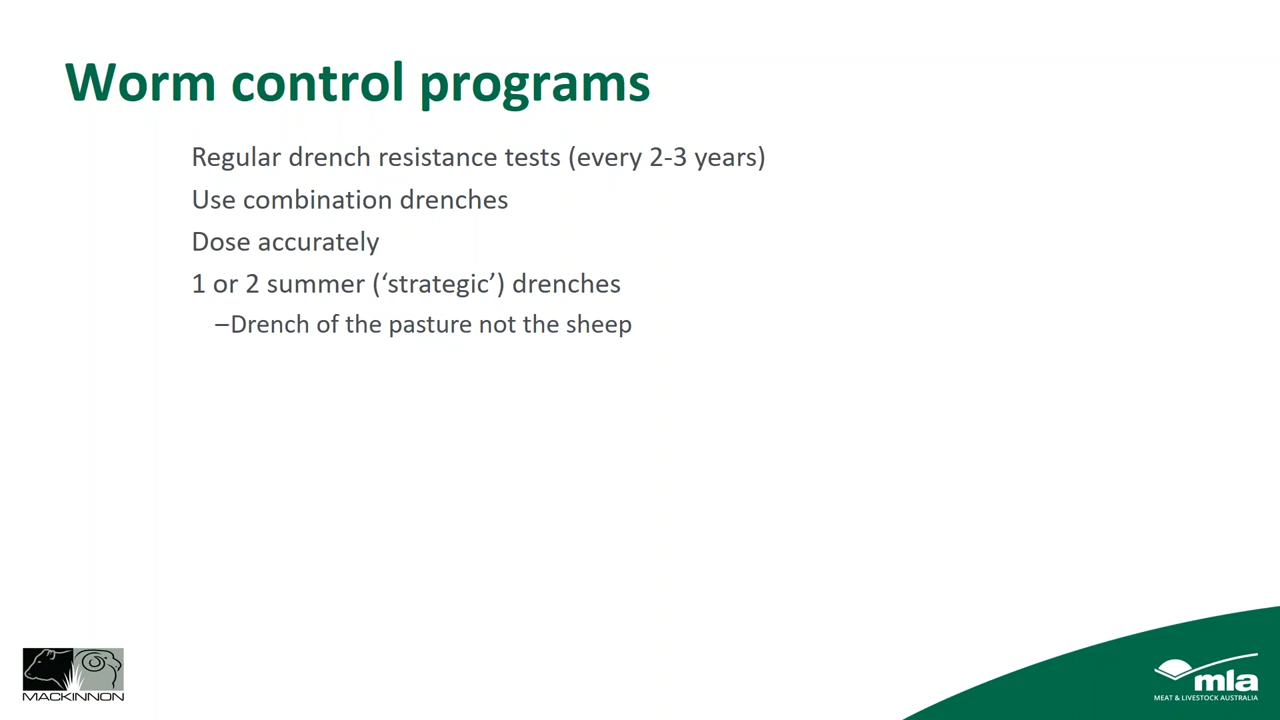 Worm control programs
Regular drench resistance tests (every 2-3 years)
Use combination drenches
Dose accurately
1 or 2 summer (‘strategic’) drenches
–Drench of the pasture not the sheep
MACKINNON
mla
MEAT & LIVESTOCK AUSTRALIA